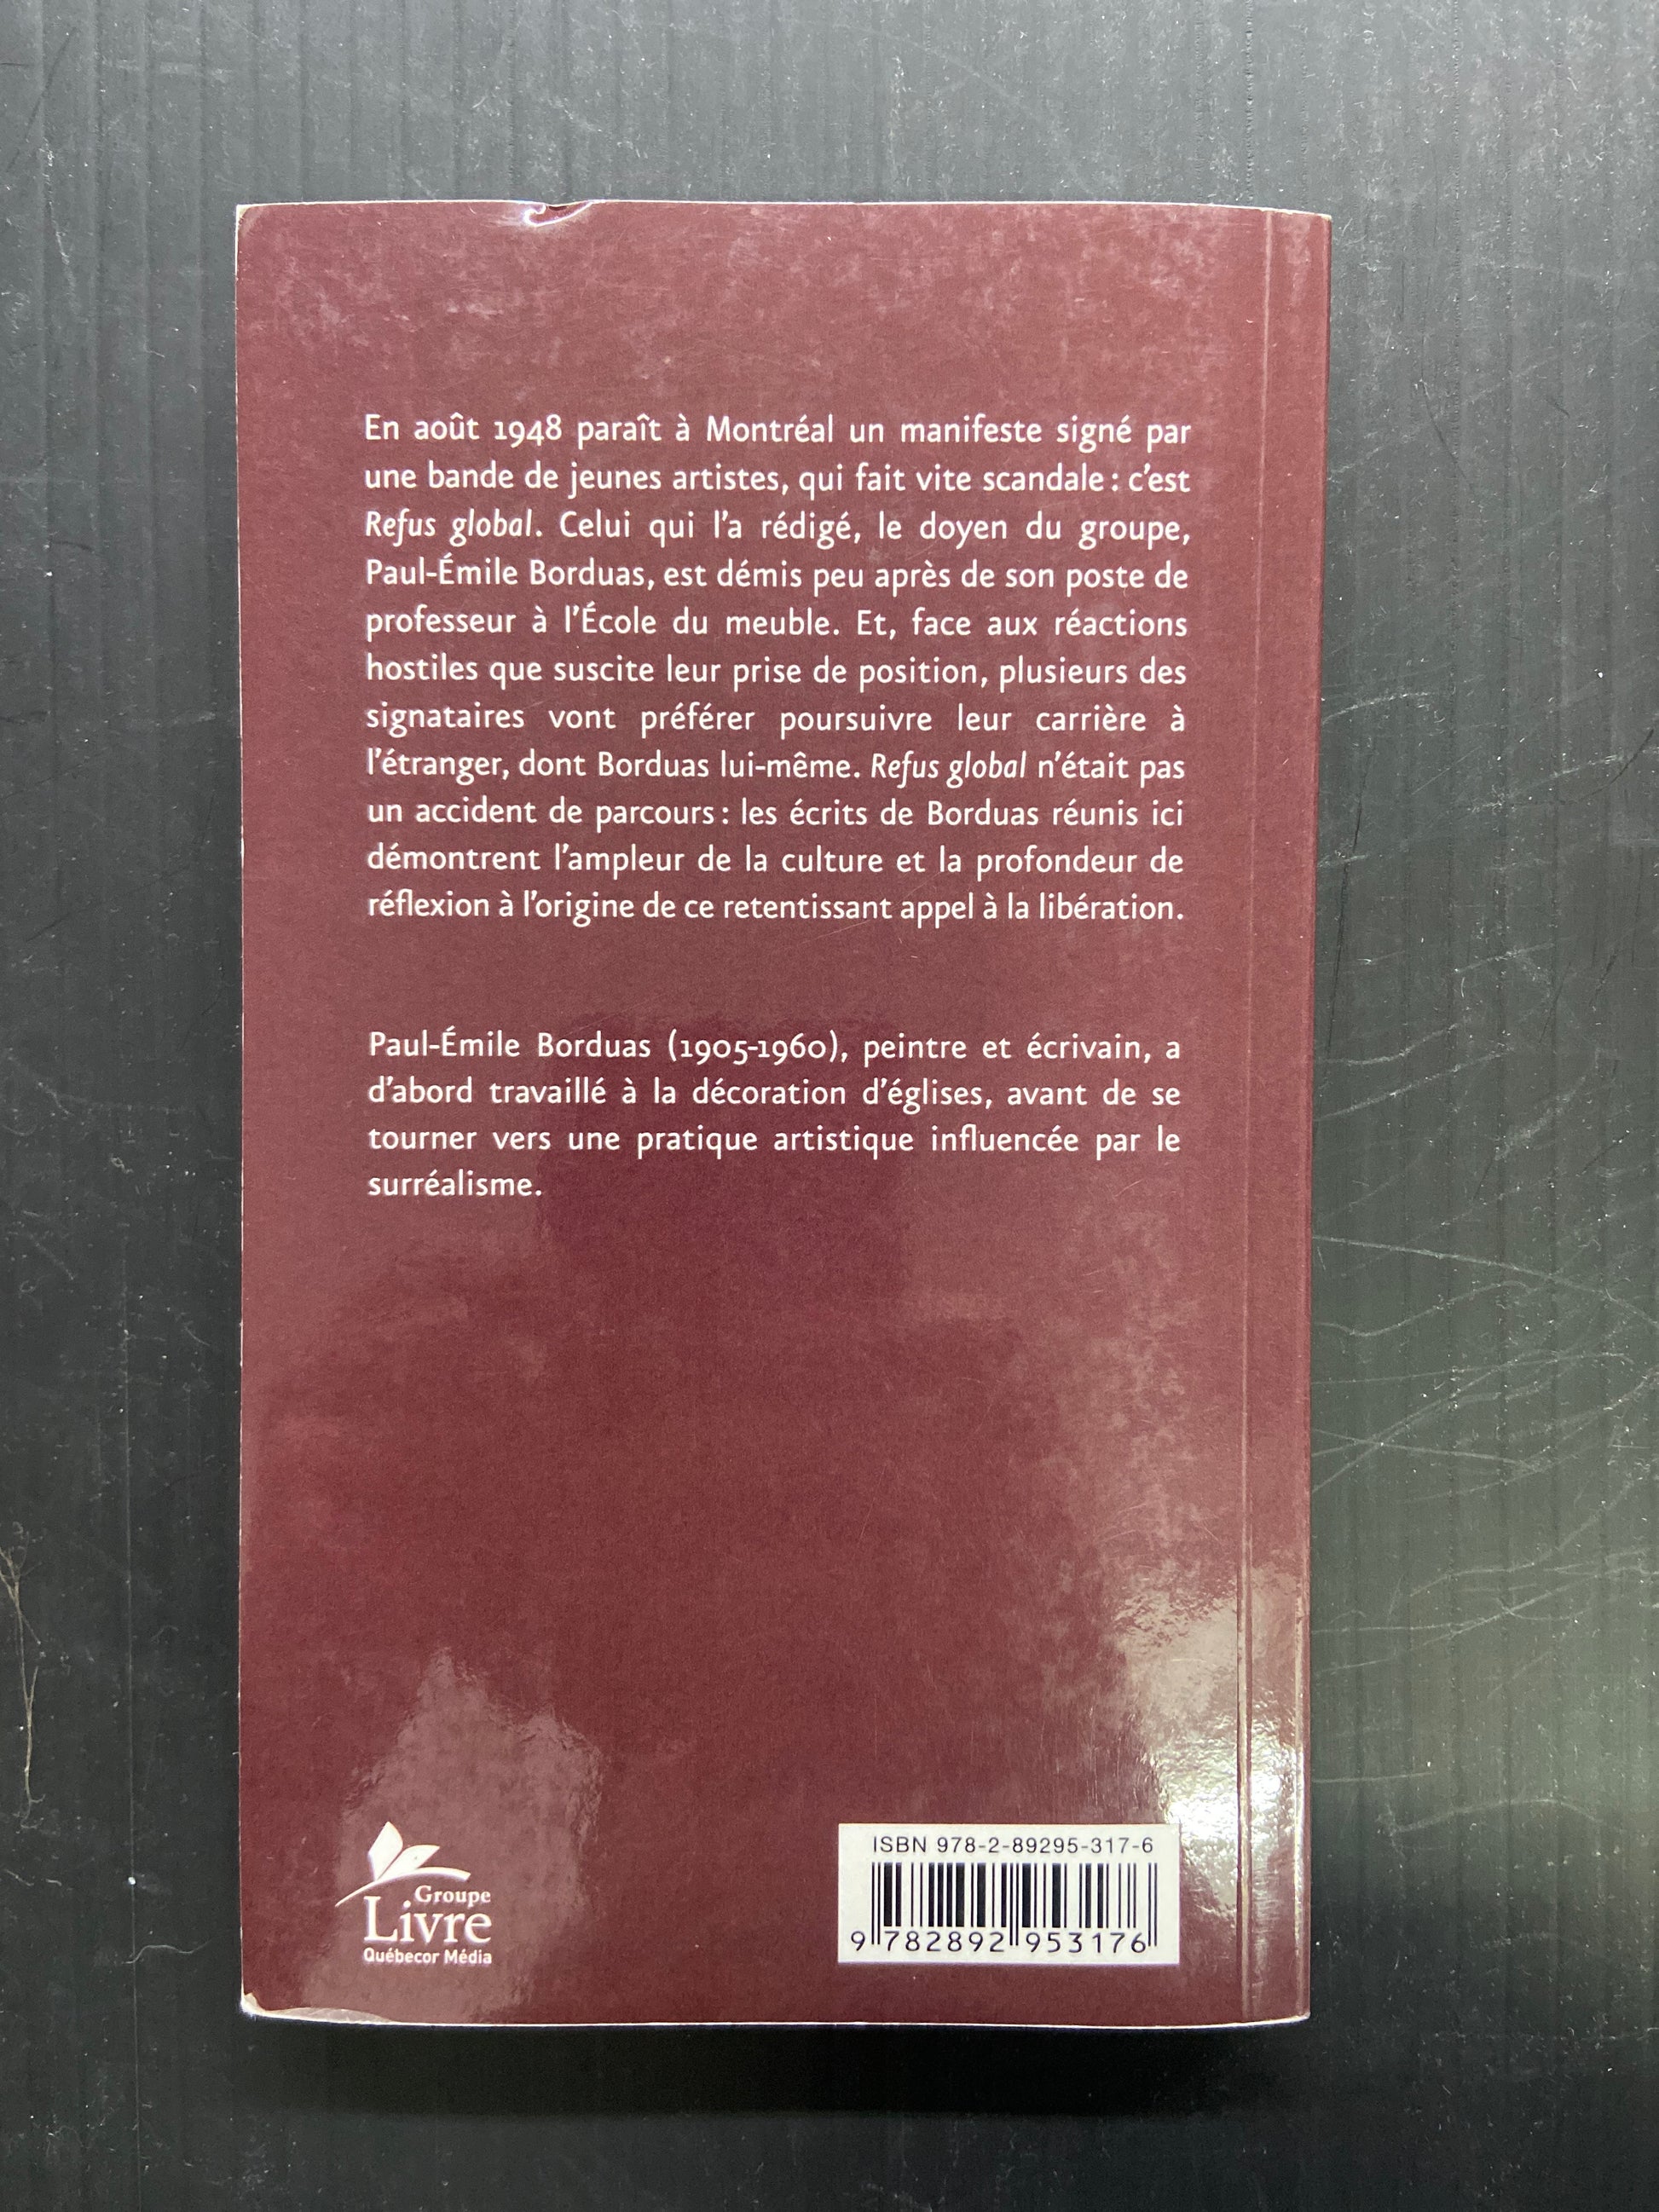 En août 1948 paraît à Montréal un manifeste signé par
une bande de jeunes artistes, qui fait vite scandale : c'est
Refus global. Celui qui l'a rédigé, le doyen du groupe,
Paul-Émile Borduas, est démis peu après de son poste de
professeur à l'École du meuble. Et, face aux réactions
hostiles que suscite leur prise de position, plusieurs des
signataires vont préférer poursuivre leur carrière à
l'étranger, dont Borduas lui-même. Refus global n'était pas
un accident de parcours : les écrits de Borduas réunis ici
démontrent l'ampleur de la culture et la profondeur de
réflexion à l'origine de ce retentissant appel à la libération.
Paul-Émile Borduas (1905-1960), peintre et écrivain, a
d'abord travaillé à la décoration d'églises, avant de se
tourner vers une pratique artistique influencée par le
surréalisme.
Groupe
Livre
Québecor Média
ISBN 978-2-89295-317-6
9 782892 953176